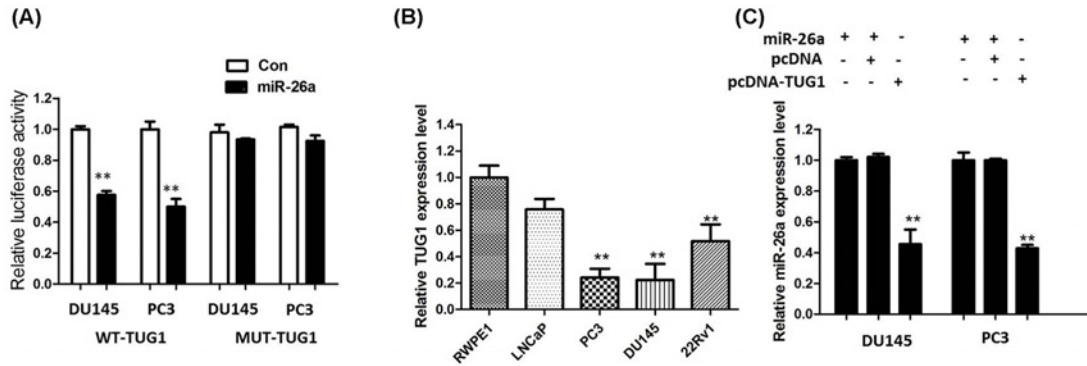 (A)
Con
miR-26a
Relative luciferase activity
1.2
1.0
0.8
0.6
0.4
0.2
0.0
**
**
DU145 PC3 DU145 PC3
WT-TUG1 MUT-TUG1
(B)
Relative TUG1 expression level
1.4
1.2
1.0
0.8
0.6
0.4
0.2
0.0
**
**
**
RWPE1 LNCaP PC3 DU145 22Rv1
(C)
miR-26a + + - + + -
pcDNA - + - - + -
pcDNA-TUG1 - - + - - +
Relative miR-26a expression level
1.2
1.0
0.8
0.6
0.4
0.2
0.0
**
**
DU145 PC3